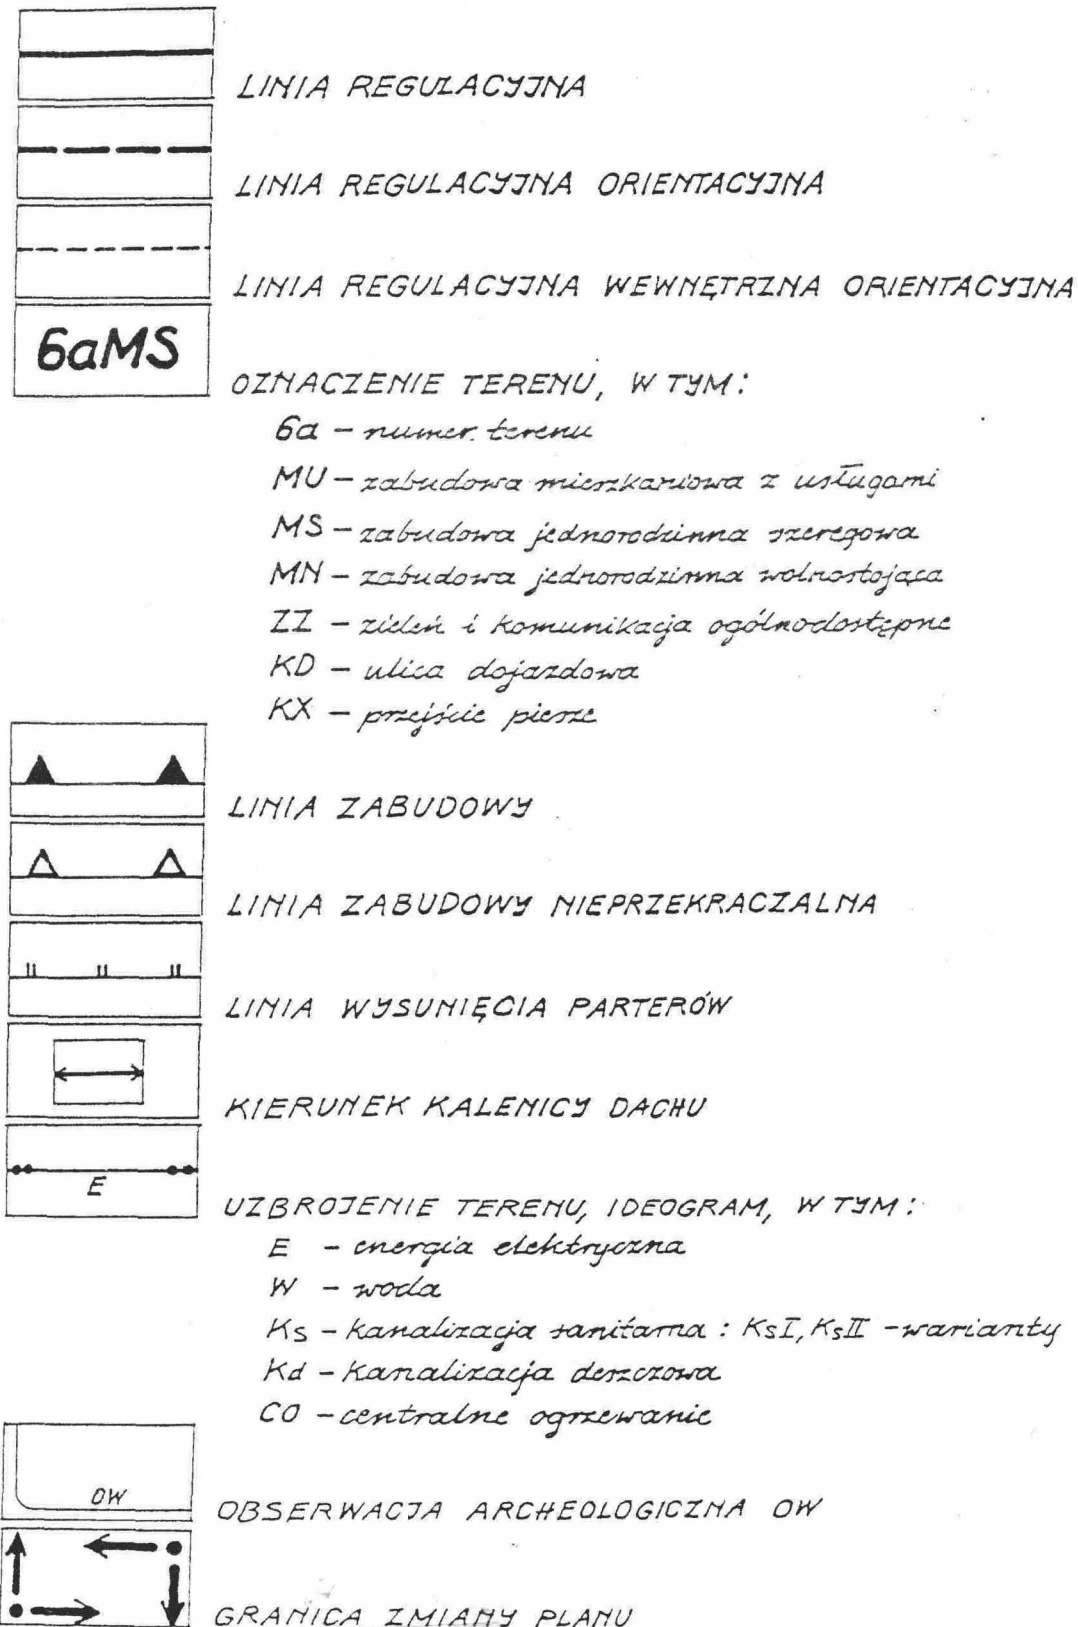 LINIA REGULACYJNA
LINIA REGULACYJNA ORIENTACYJNA
LINIA REGULACYJNA WEWNĘTRZNA ORIENTACYJNA
6aMS
OZNACZENIE TERENU, W TYM:
6a – numer terenu
MU – zabudowa mieszkaniowa z usługami
MS – zabudowa jednorodzinna szeregowa
MN – zabudowa jednorodzinna wolnostojąca
ZZ – zieleń i komunikacja ogólnodostępne
KD – ulica dojazdowa
KX – przejście piesze
LINIA ZABUDOWY
LINIA ZABUDOWY NIEPRZEKRACZALNA
LINIA WYSUNIĘCIA PARTERÓW
KIERUNEK KALENICY DACHU
E
UZBROJENIE TERENU, IDEOGRAM, W TYM:
E – energia elektryczna
W – woda
Ks – kanalizacja sanitarna : KsI, KsII – warianty
Kd – kanalizacja deszczowa
CO – centralne ogrzewanie
OW
OBSERWACJA ARCHEOLOGICZNA OW
GRANICA ZMIANY PLANU